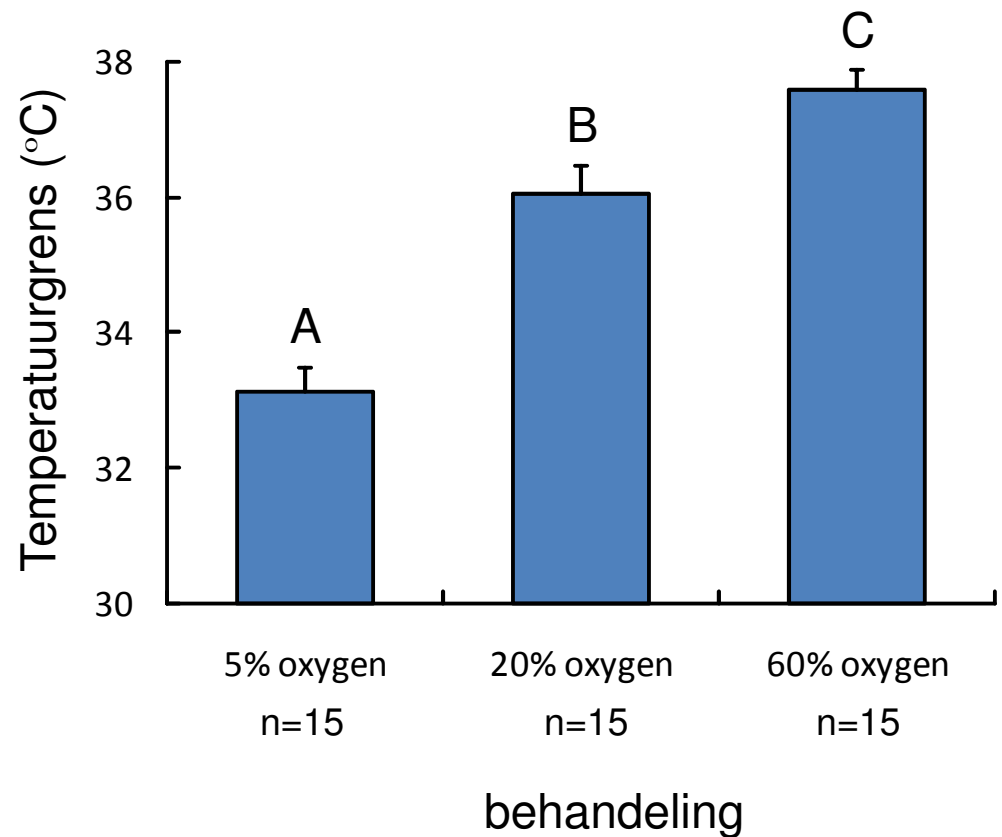 Temperatuurgrens (°C)
38
36
34
32
30
A
B
C
5% oxygen
n=15
20% oxygen
n=15
60% oxygen
n=15
behandeling